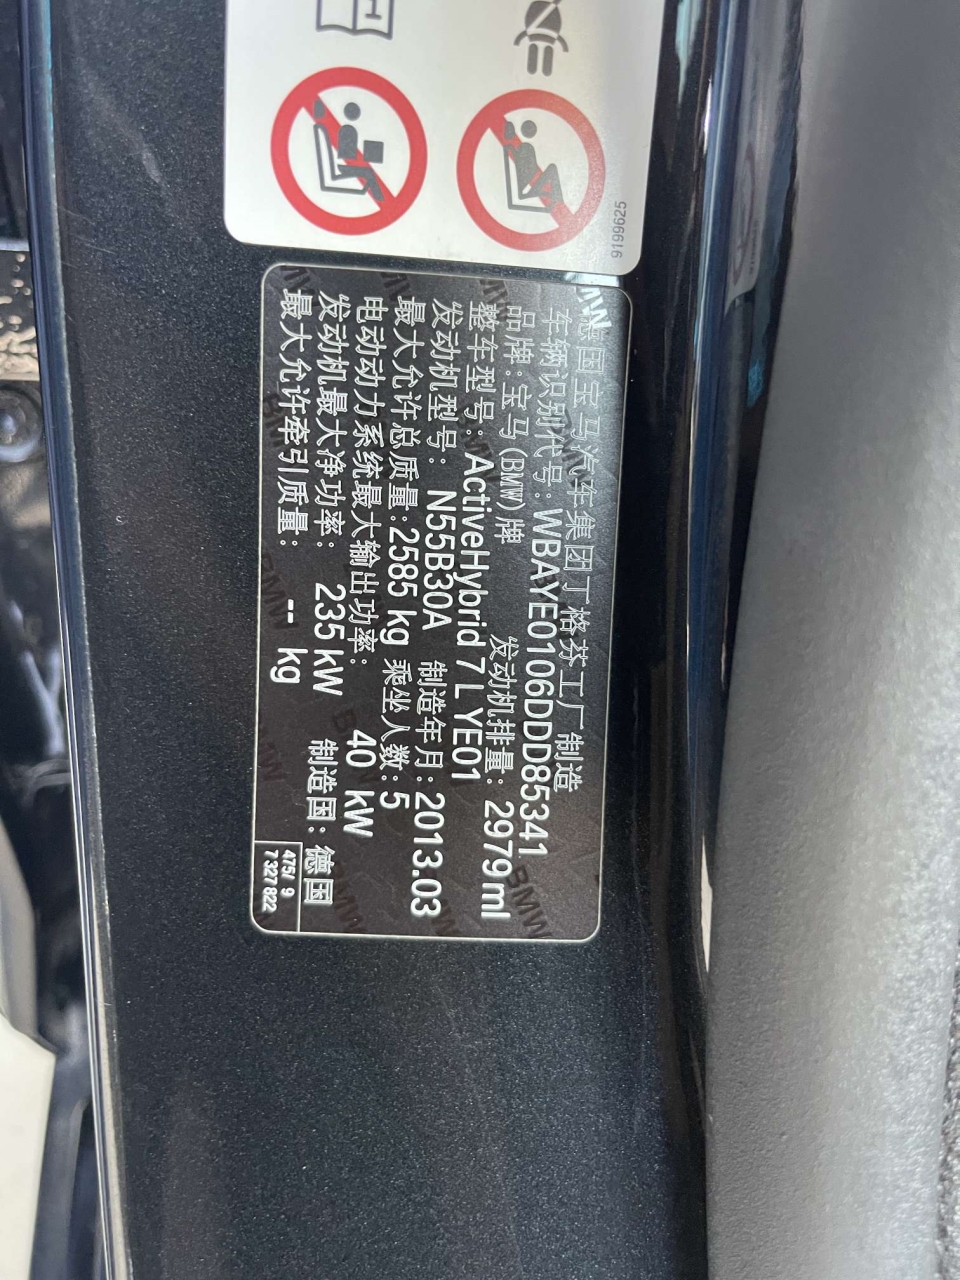 9199625
德国宝马汽车集团丁格芬工厂制造
车辆识别代号:WBAYE0106DDD85341
品牌:宝马(BMW)牌 发动机排量: 2979ml
整车型号:ActiveHybrid 7 L YE01
发动机型号: N55B30A 制造年月:2013.03
最大允许总质量:2585 kg 乘坐人数:5
电动动力系统最大输出功率: 40 kW
发动机最大净功率: 235 kW 制造国:德国
最大允许牵引质量: -- kg
475/ 9
7 327 822